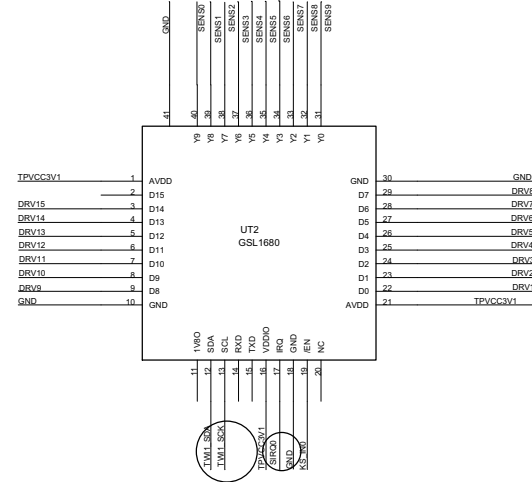 GND
SENS0
SENS1
SENS2
SENS3
SENS4
SENS5
SENS6
SENS7
SENS8
SENS9
41
40
39
38
37
36
35
34
33
32
31
Y9
Y8
Y7
Y6
Y5
Y4
Y3
Y2
Y1
Y0
TPVCC3V1 1 AVDD
2 D15
DRV15 3 D14
DRV14 4 D13
DRV13 5 D12
DRV12 6 D11
DRV11 7 D10
DRV10 8 D9
DRV9 9 D8
GND 10 GND
UT2
GSL1680
GND 30 GND
D7 29 DRV8
D6 28 DRV7
D5 27 DRV6
D4 26 DRV5
D3 25 DRV4
D2 24 DRV3
D1 23 DRV2
D0 22 DRV1
AVDD 21 TPVCC3V1
1V8O
SDA
SCL
RXD
TXD
VDDIO
IRQ
GND
/EN
NC
11
12
13
14
15
16
17
18
19
20
TWI1_SDA
TWI1_SCK
TPVCC3V1
SIRQ0
GND
KS_IN0